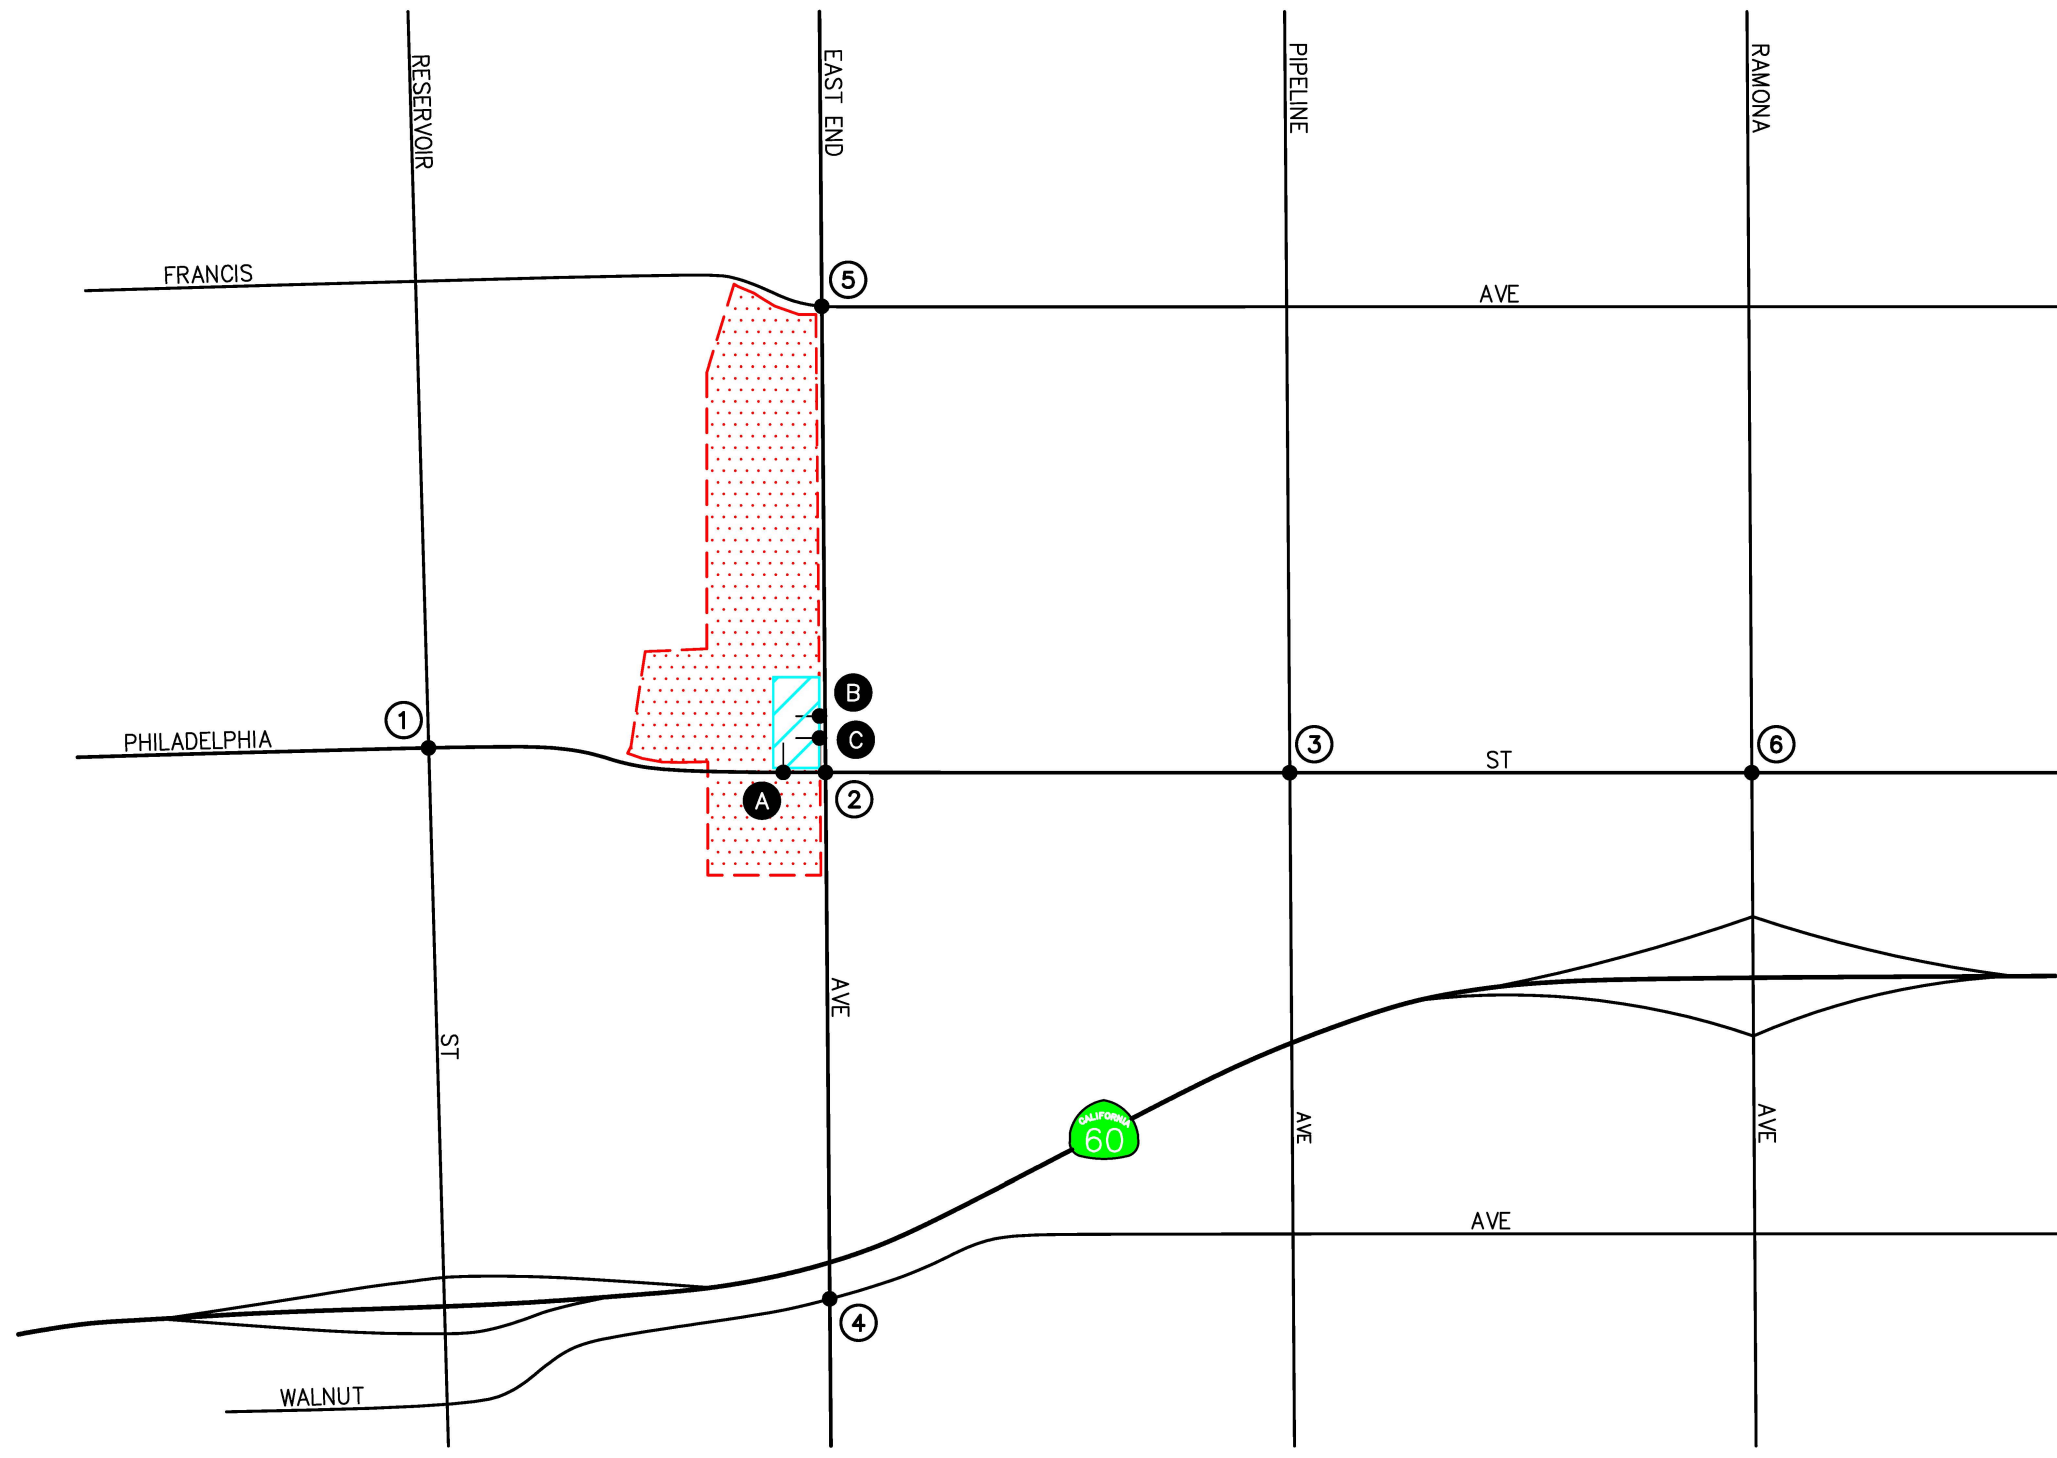 RESERVOIR
EAST END
PIPELINE
RAMONA
FRANCIS
5
AVE
B
1
PHILADELPHIA
C
3
ST
6
A
2
AVE
ST
CALIFORNIA
60
AVE
AVE
AVE
4
WALNUT